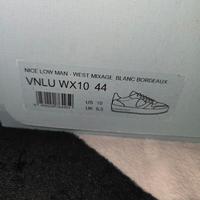 NICE LOW MAN - WEST MIXAGE BLANC BORDEAUX
VNLU WX10 44
US 10
UK 9,5